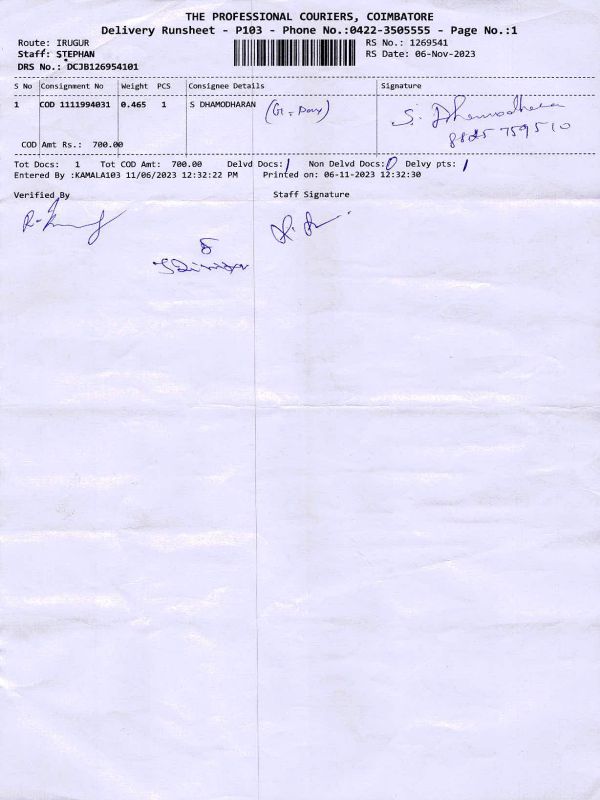 THE PROFESSIONAL COURIERS, COIMBATORE
Delivery Runsheet - P103 - Phone No.:0422-3505555 - Page No.:1
Route: IRUGUR RS No.: 1269541
Staff: STEPHAN RS Date: 06-Nov-2023
DRS No.: DCJB126954101
S No Consignment No Weight PCS Consignee Details Signature
1 COD 1111994031 0.465 1 S DHAMODHARAN (G-Pay) S. Dhamodharan
8825759510
COD Amt Rs.: 700.00
Tot Docs: 1 Tot COD Amt: 700.00 Delvd Docs: 1 Non Delvd Docs: 0 Delvy pts: 1
Entered By :KAMALA103 11/06/2023 12:32:22 PM Printed on: 06-11-2023 12:32:30
Verified By Staff Signature